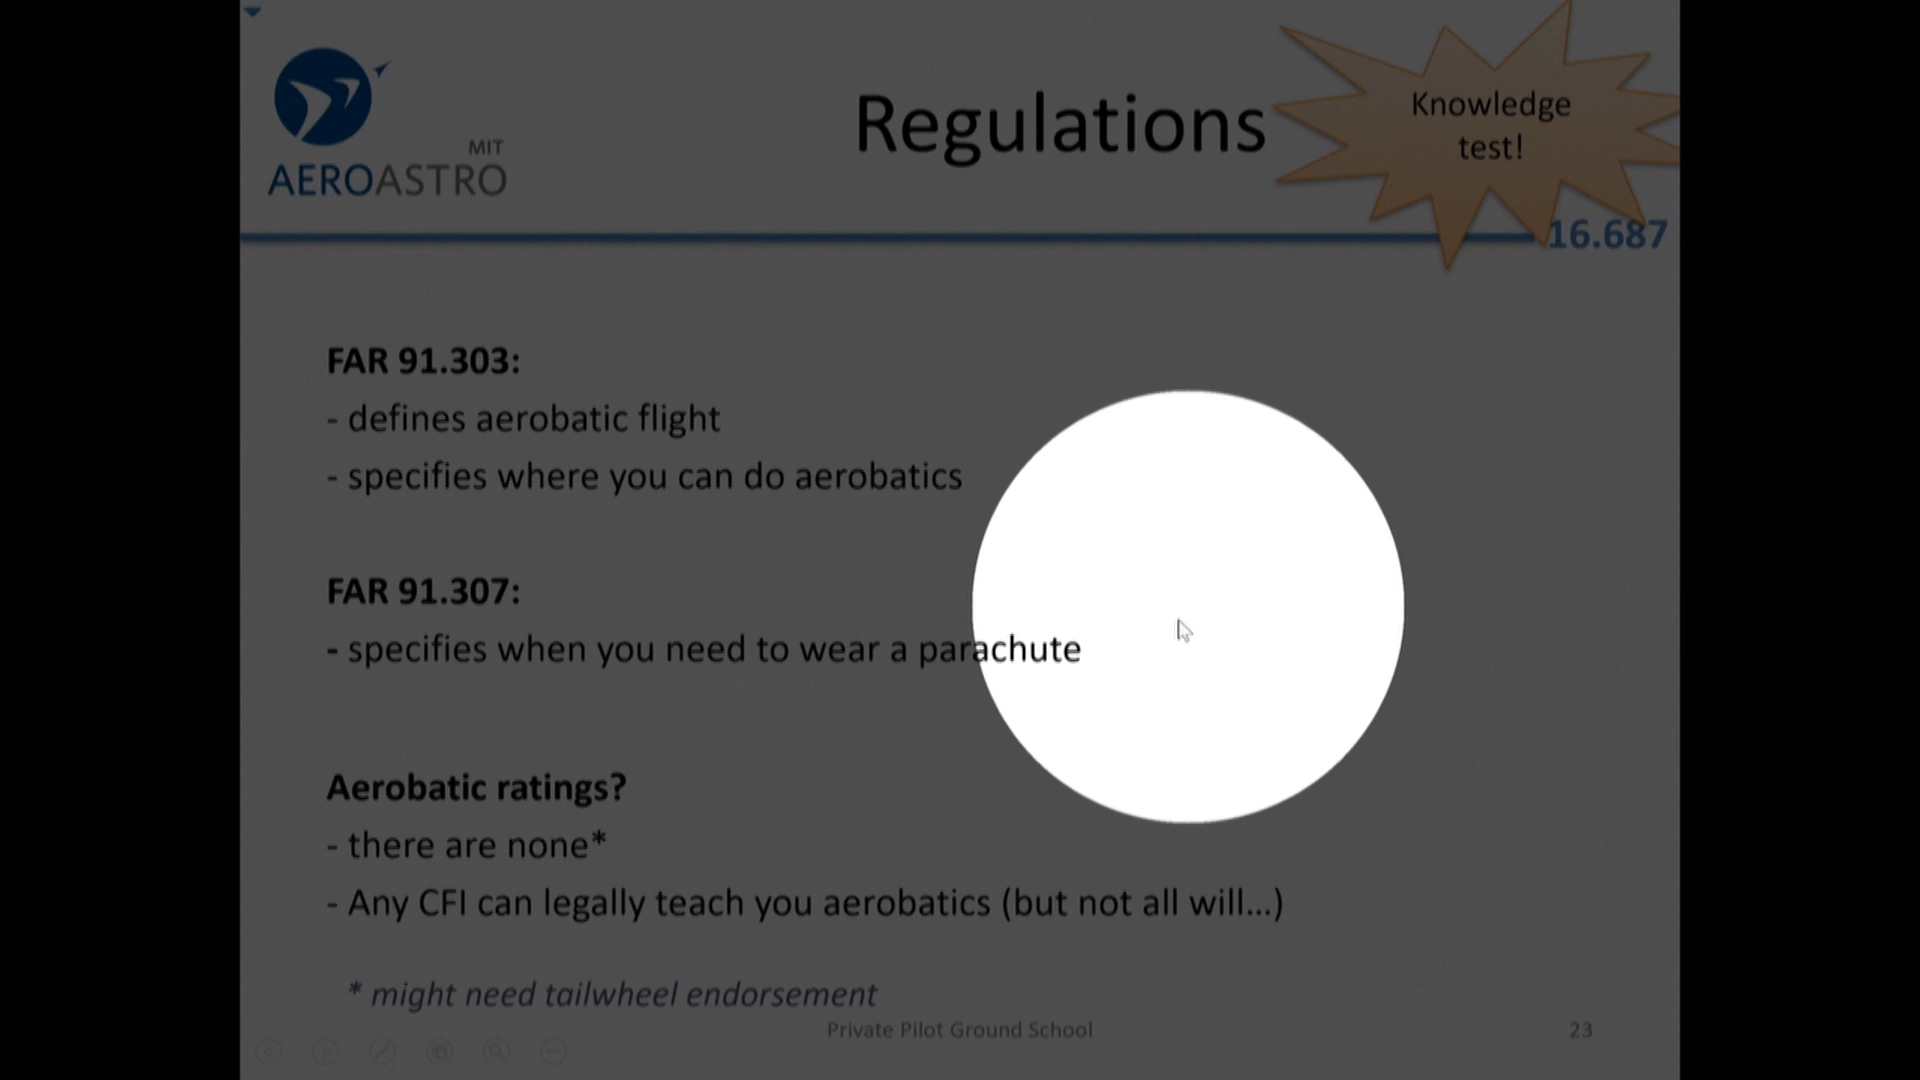 MIT
AEROASTRO
Regulations
Knowledge
test!
16.687
FAR 91.303:
- defines aerobatic flight
- specifies where you can do aerobatics
FAR 91.307:
- specifies when you need to wear a parachute
Aerobatic ratings?
- there are none*
- Any CFI can legally teach you aerobatics (but not all will...)
* might need tailwheel endorsement
Private Pilot Ground School
23